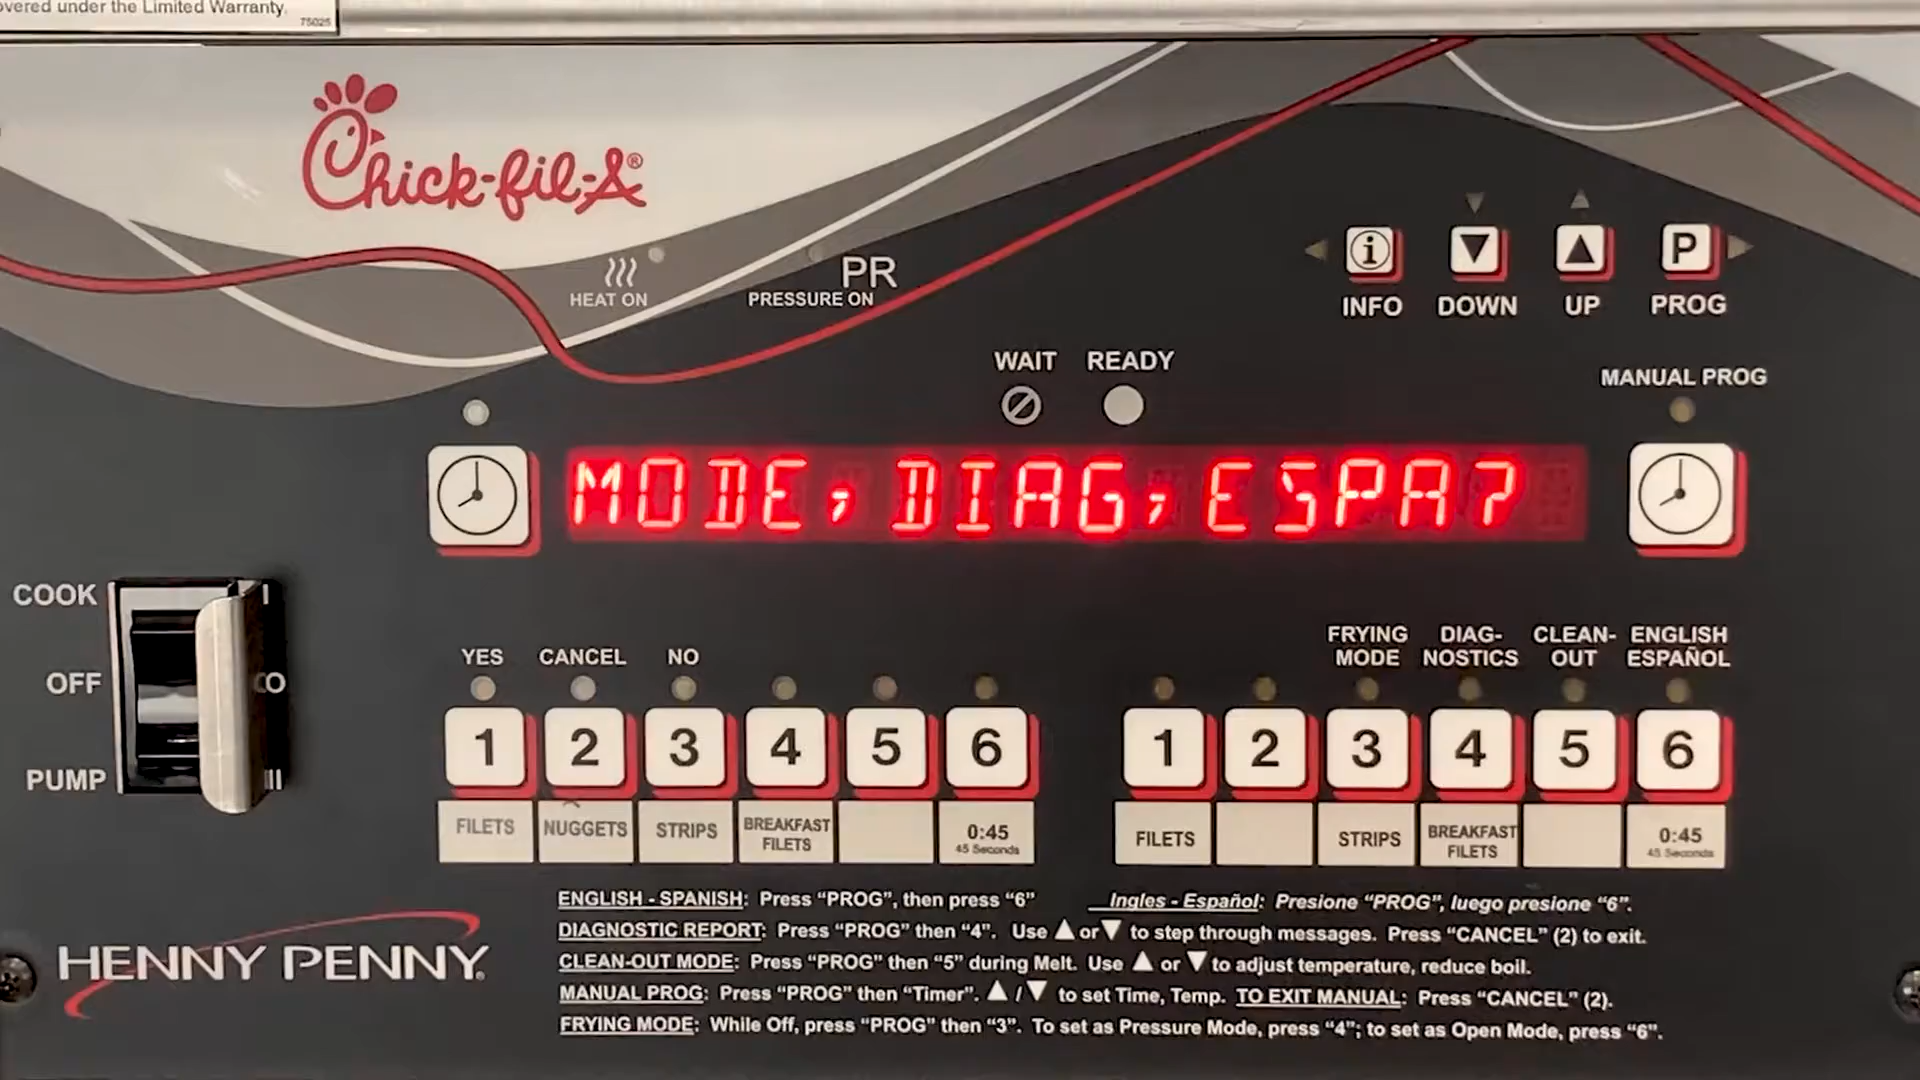 overed under the Limited Warranty.
75025
Chick-fil-A®
HEAT ON
PR
PRESSURE ON
INFO DOWN UP P PROG
WAIT READY
MANUAL PROG
MODE, DIAG, ESPA?
COOK I
OFF O
PUMP II
YES CANCEL NO
FRYING MODE DIAG-NOSTICS CLEAN-OUT ENGLISH ESPAÑOL
1 2 3 4 5 6 1 2 3 4 5 6
FILETS NUGGETS STRIPS BREAKFAST FILETS 0:45 45 Seconds
FILETS STRIPS BREAKFAST FILETS 0:45 45 Seconds
ENGLISH - SPANISH: Press "PROG", then press "6" Ingles - Español: Presione "PROG", luego presione "6".
DIAGNOSTIC REPORT: Press "PROG" then "4". Use ▲ or ▼ to step through messages. Press "CANCEL" (2) to exit.
CLEAN-OUT MODE: Press "PROG" then "5" during Melt. Use ▲ or ▼ to adjust temperature, reduce boil.
MANUAL PROG: Press "PROG" then "Timer". ▲ / ▼ to set Time, Temp. TO EXIT MANUAL: Press "CANCEL" (2).
FRYING MODE: While Off, press "PROG" then "3". To set as Pressure Mode, press "4"; to set as Open Mode, press "6".
HENNY PENNY®